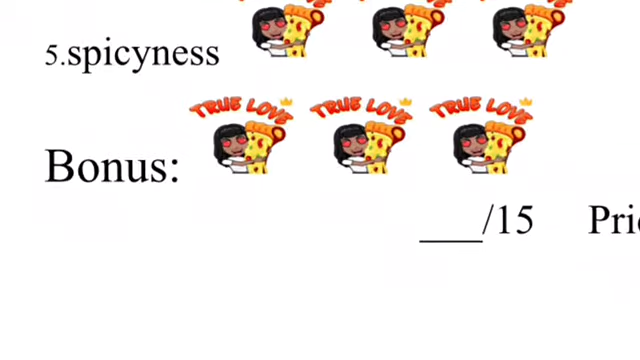 5.spicyness
TRUE LOVE TRUE LOVE TRUE LOVE
Bonus:
___/15